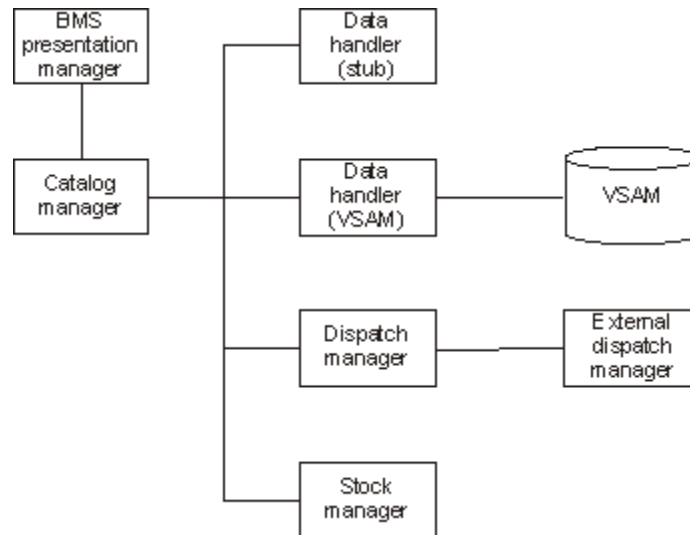 BMS
presentation
manager
Data
handler
(stub)
Catalog
manager
Data
handler
(VSAM)
VSAM
Dispatch
manager
External
dispatch
manager
Stock
manager